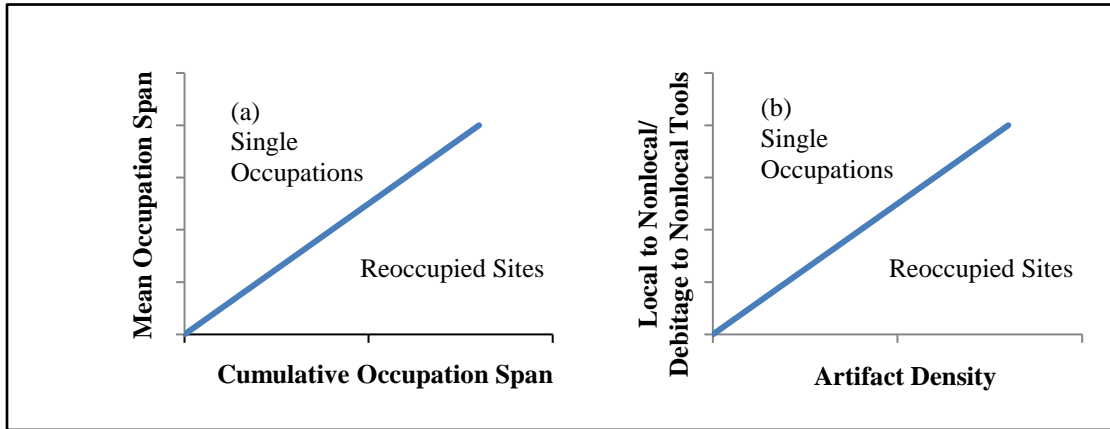 Mean Occupation Span
(a)
Single
Occupations
Reoccupied Sites
Cumulative Occupation Span
Local to Nonlocal/
Debitage to Nonlocal Tools
(b)
Single
Occupations
Reoccupied Sites
Artifact Density